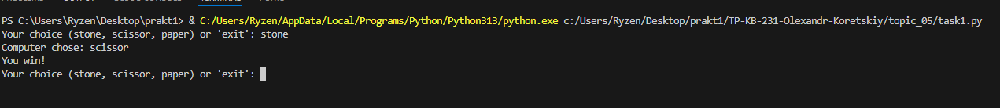 PS C:\Users\Ryzen\Desktop\prakt1> & C:/Users/Ryzen/AppData/Local/Programs/Python/Python313/python.exe c:/Users/Ryzen/Desktop/prakt1/TP-KB-231-Olexandr-Koretskiy/topic_05/task1.py
Your choice (stone, scissor, paper) or 'exit': stone
Computer chose: scissor
You win!
Your choice (stone, scissor, paper) or 'exit':